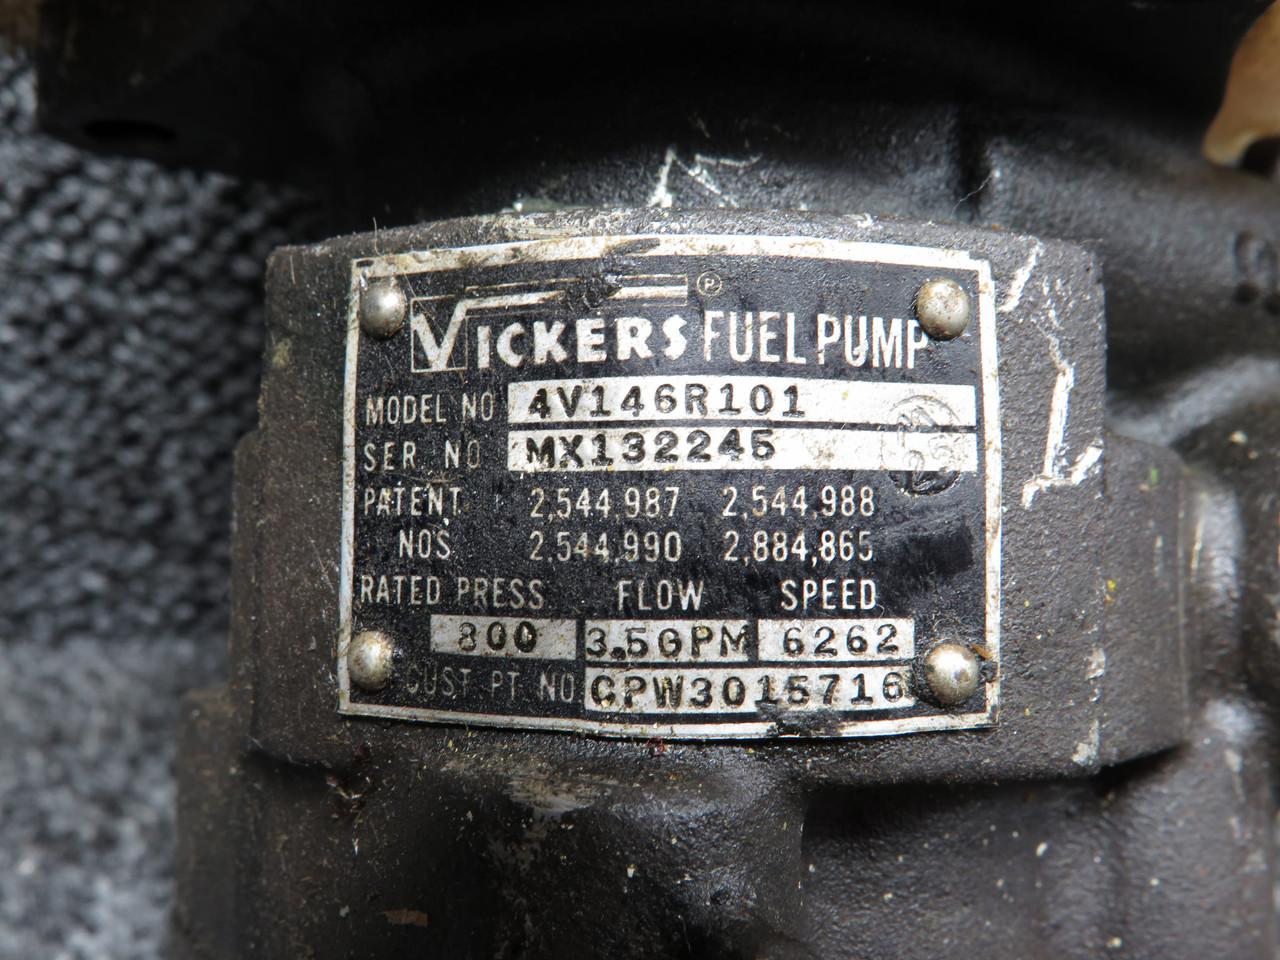 VICKERS ® FUEL PUMP
MODEL NO 4V146R101
SER NO MX132245
PATENT 2,544,987 2,544,988
NO'S 2,544,990 2,884,865
RATED PRESS FLOW SPEED
800 3.5GPM 6262
CUST PT NO CPW3015716